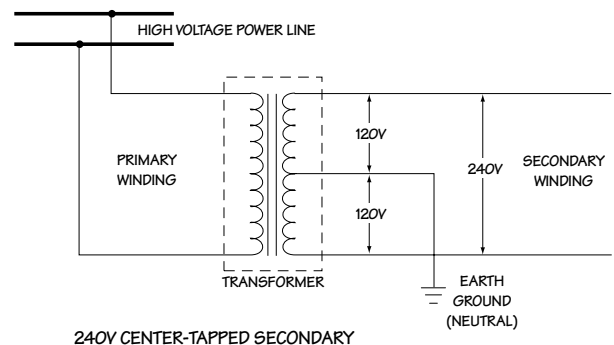 HIGH VOLTAGE POWER LINE
120V
PRIMARY
WINDING
240V
SECONDARY
WINDING
120V
TRANSFORMER
EARTH
GROUND
(NEUTRAL)
240V CENTER-TAPPED SECONDARY